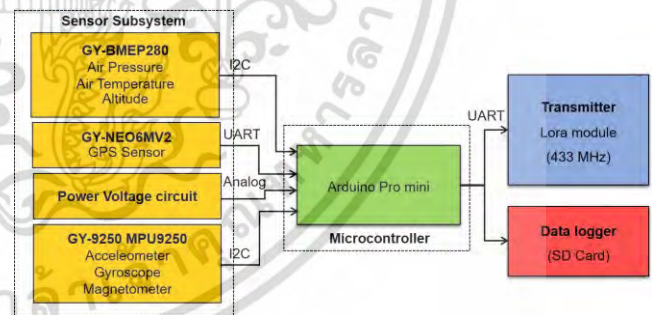 Sensor Subsystem
GY-BMEP280
Air Pressure
Air Temperature
Altitude
I2C
GY-NEO6MV2
GPS Sensor
UART
Power Voltage circuit
Analog
GY-9250 MPU9250
Acceleometer
Gyroscope
Magnetometer
I2C
Arduino Pro mini
Microcontroller
UART
Transmitter
Lora module
(433 MHz)
Data logger
(SD Card)